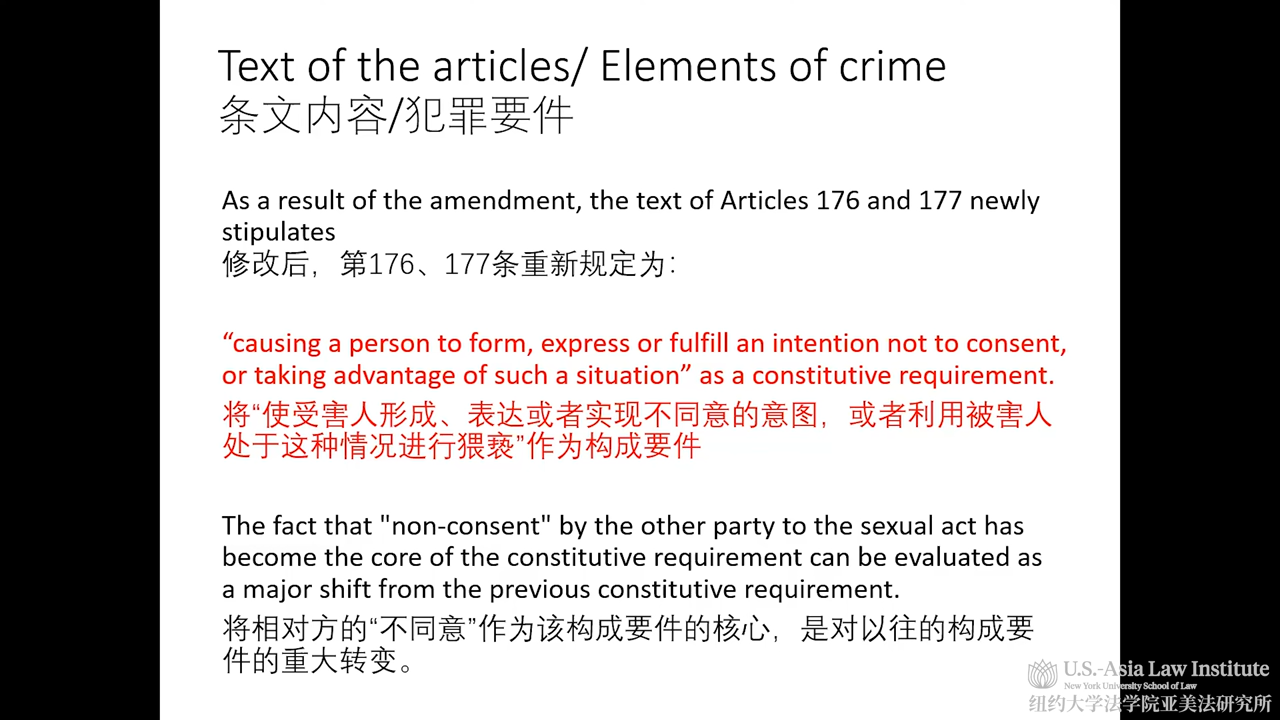 Text of the articles/ Elements of crime
条文内容/犯罪要件
As a result of the amendment, the text of Articles 176 and 177 newly
stipulates
修改后，第176、177条重新规定为：
“causing a person to form, express or fulfill an intention not to consent,
or taking advantage of such a situation” as a constitutive requirement.
将“使受害人形成、表达或者实现不同意的意图，或者利用被害人
处于这种情况进行猥亵”作为构成要件
The fact that "non-consent" by the other party to the sexual act has
become the core of the constitutive requirement can be evaluated as
a major shift from the previous constitutive requirement.
将相对方的“不同意”作为该构成要件的核心，是对以往的构成要
件的重大转变。
U.S.-Asia Law Institute
New York University School of Law
纽约大学法学院亚美法研究所